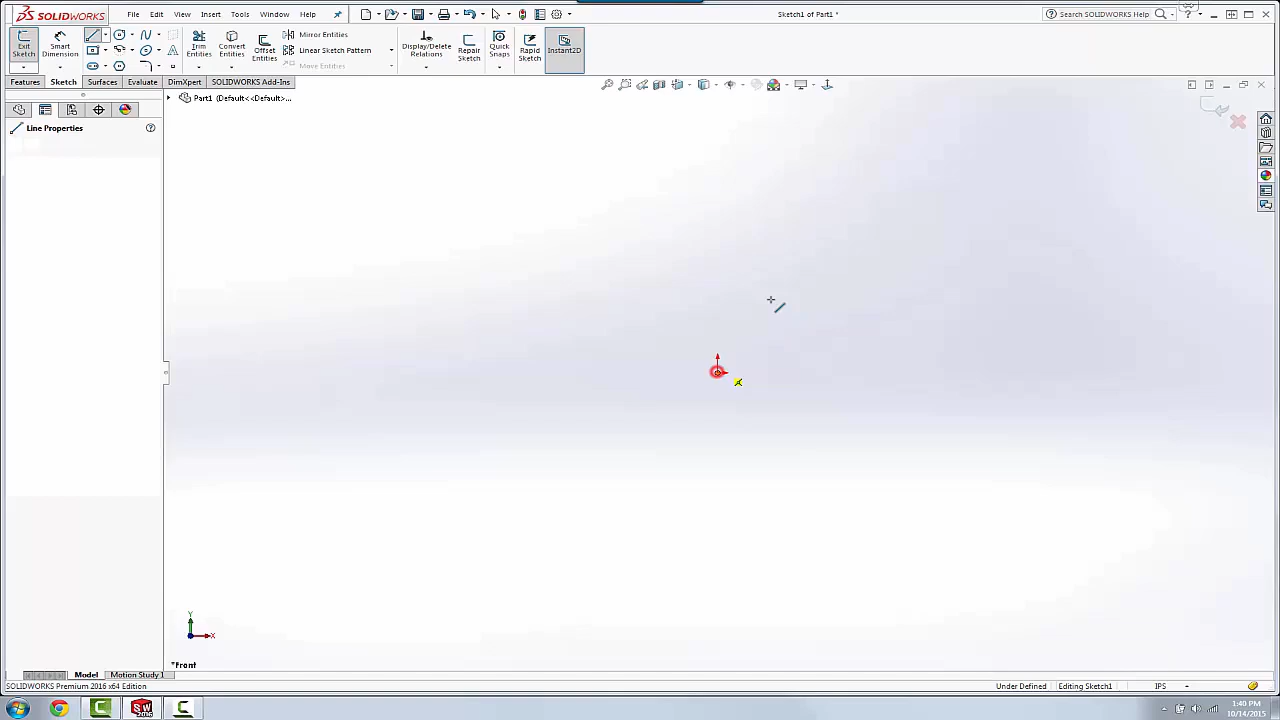 SOLIDWORKS File Edit View Insert Tools Window Help Sketch1 of Part1 * Search SOLIDWORKS Help
Exit Sketch
Smart Dimension
Trim Entities
Convert Entities
Offset Entities
Mirror Entities
Linear Sketch Pattern
Move Entities
Display/Delete Relations
Repair Sketch
Quick Snaps
Rapid Sketch
Instant2D
Features Sketch Surfaces Evaluate DimXpert SOLIDWORKS Add-Ins
Part1 (Default<<Default>...
Line Properties
Y
X
*Front
Model Motion Study 1
SOLIDWORKS Premium 2016 x64 Edition Under Defined Editing Sketch1 IPS
1:40 PM
10/14/2015